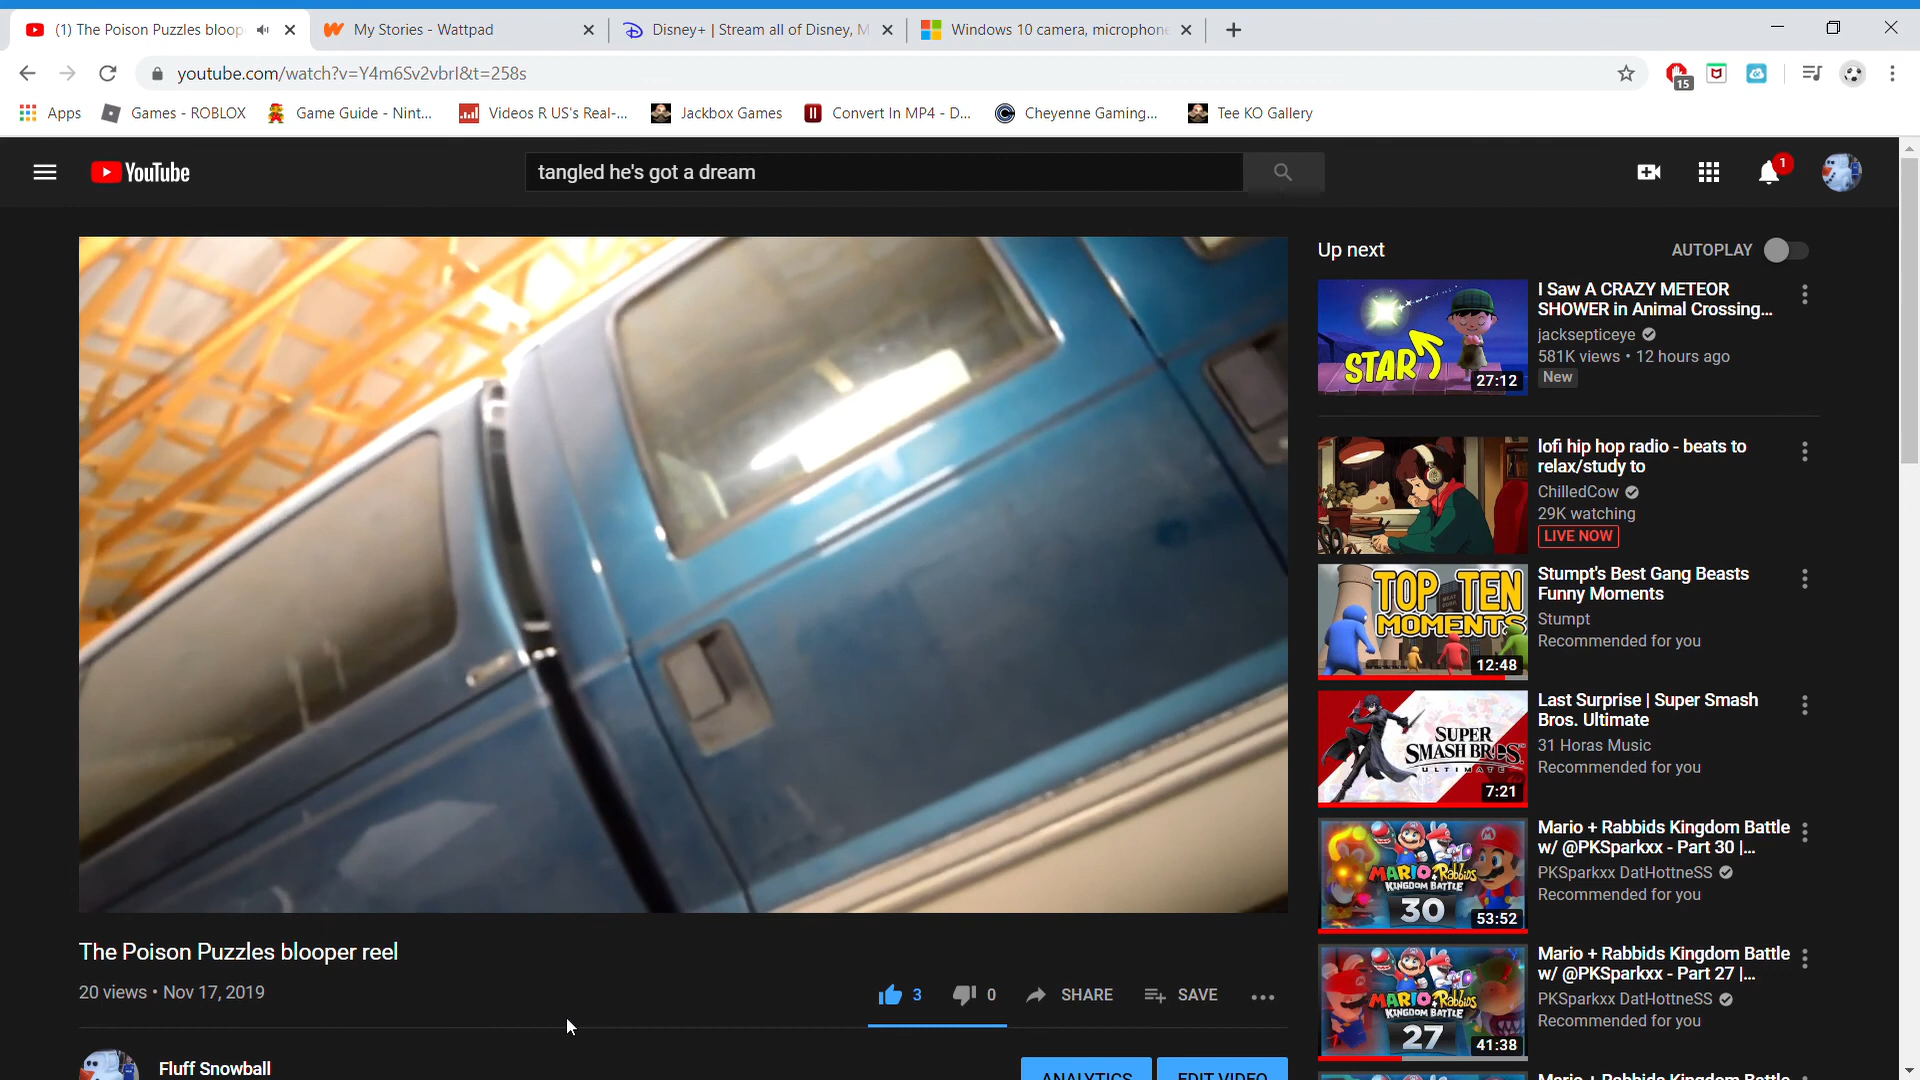 (1) The Poison Puzzles bloop
My Stories - Wattpad
Disney+ | Stream all of Disney, M
Windows 10 camera, microphone
youtube.com/watch?v=Y4m6Sv2vbrI&t=258s
15
Apps
Games - ROBLOX
Game Guide - Nint...
Videos R US's Real-...
Jackbox Games
Convert In MP4 - D...
Cheyenne Gaming...
Tee KO Gallery
YouTube
tangled he's got a dream
1
Up next
AUTOPLAY
STAR
27:12
I Saw A CRAZY METEOR
SHOWER in Animal Crossing...
jacksepticeye
581K views • 12 hours ago
New
lofi hip hop radio - beats to
relax/study to
ChilledCow
29K watching
LIVE NOW
TOP TEN
MOMENTS
12:48
Stumpt's Best Gang Beasts
Funny Moments
Stumpt
Recommended for you
SUPER
SMASH BROS.
ULTIMATE
7:21
Last Surprise | Super Smash
Bros. Ultimate
31 Horas Music
Recommended for you
MARIO + Rabbids
KINGDOM BATTLE
30
53:52
Mario + Rabbids Kingdom Battle
w/ @PKSparkxx - Part 30 |...
PKSparkxx DatHottneSS
Recommended for you
MARIO + Rabbids
KINGDOM BATTLE
27
41:38
Mario + Rabbids Kingdom Battle
w/ @PKSparkxx - Part 27 |...
PKSparkxx DatHottneSS
Recommended for you
Mario + Rabbids Kingdom Battle
The Poison Puzzles blooper reel
20 views • Nov 17, 2019
3
0
SHARE
SAVE
Fluff Snowball
ANALYTICS
EDIT VIDEO